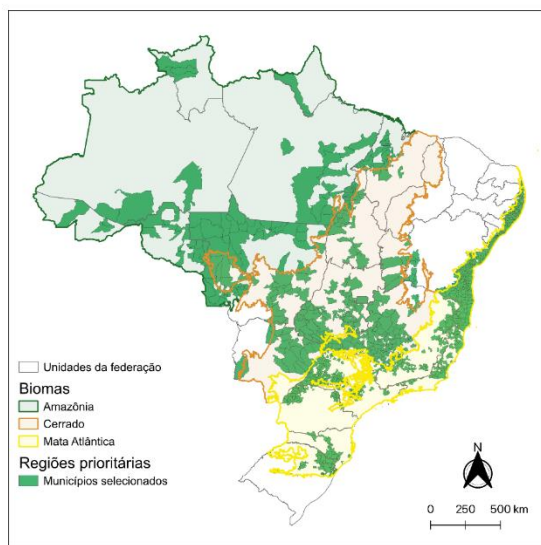 Unidades da federação
Biomas
Amazônia
Cerrado
Mata Atlântica
Regiões prioritárias
Municípios selecionados
N
0 250 500 km